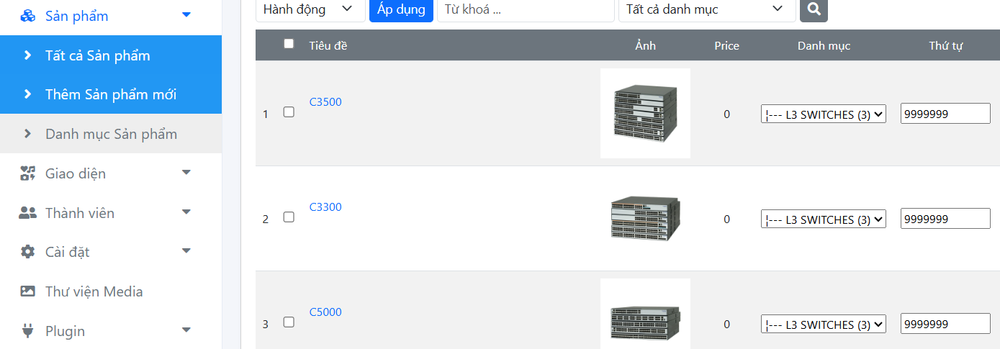 Sản phẩm
Tất cả Sản phẩm
Thêm Sản phẩm mới
Danh mục Sản phẩm
Giao diện
Thành viên
Cài đặt
Thư viện Media
Plugin
Hành động Áp dụng Từ khoá ... Tất cả danh mục
Tiêu đề Ảnh Price Danh mục Thứ tự
1 C3500 0 ¦--- L3 SWITCHES (3) 9999999
2 C3300 0 ¦--- L3 SWITCHES (3) 9999999
3 C5000 0 ¦--- L3 SWITCHES (3) 9999999